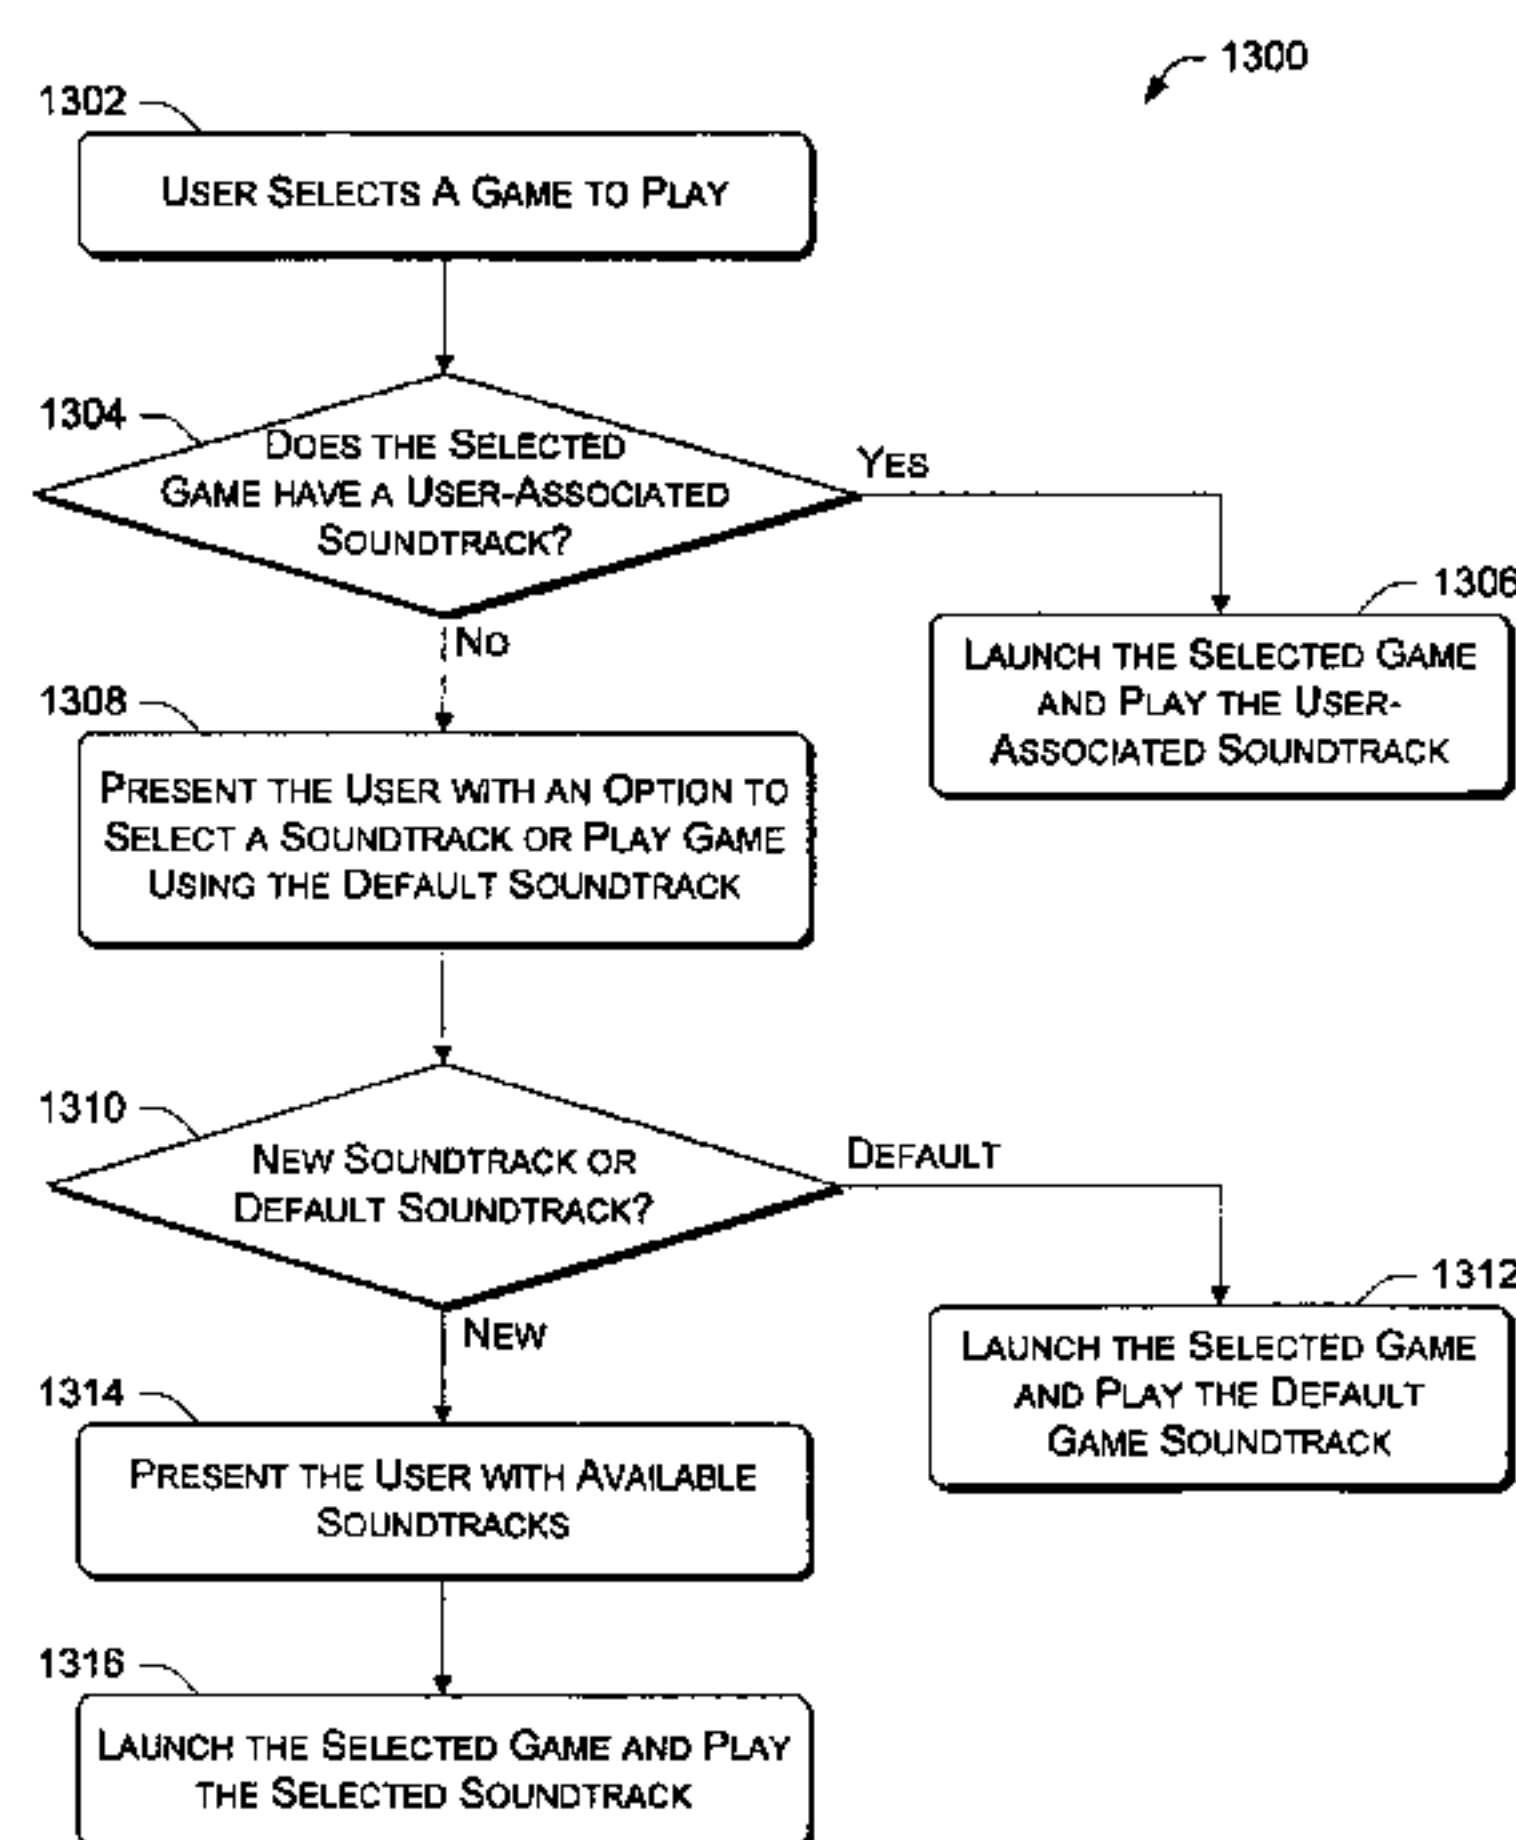 1300
1302
USER SELECTS A GAME TO PLAY
1304
DOES THE SELECTED
GAME HAVE A USER-ASSOCIATED
SOUNDTRACK?
YES
NO
1306
LAUNCH THE SELECTED GAME
AND PLAY THE USER-
ASSOCIATED SOUNDTRACK
1308
PRESENT THE USER WITH AN OPTION TO
SELECT A SOUNDTRACK OR PLAY GAME
USING THE DEFAULT SOUNDTRACK
1310
NEW SOUNDTRACK OR
DEFAULT SOUNDTRACK?
DEFAULT
NEW
1312
LAUNCH THE SELECTED GAME
AND PLAY THE DEFAULT
GAME SOUNDTRACK
1314
PRESENT THE USER WITH AVAILABLE
SOUNDTRACKS
1316
LAUNCH THE SELECTED GAME AND PLAY
THE SELECTED SOUNDTRACK